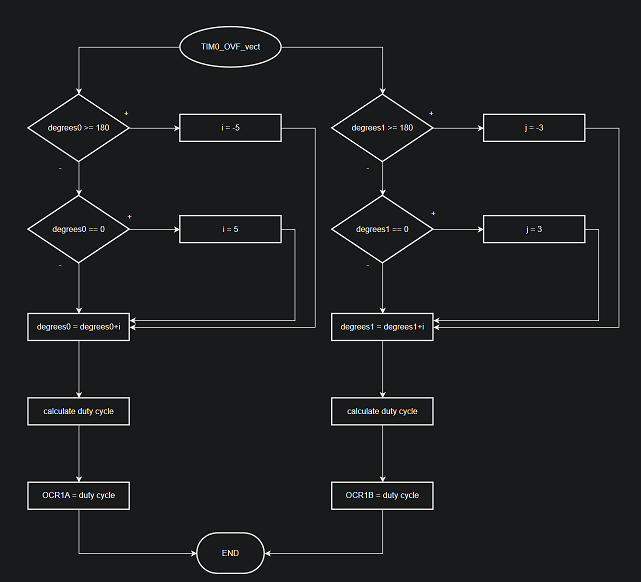 TIM0_OVF_vect
degrees0 >= 180
+
i = -5
-
degrees0 == 0
+
i = 5
-
degrees0 = degrees0+i
calculate duty cycle
OCR1A = duty cycle
degrees1 >= 180
+
j = -3
-
degrees1 == 0
+
j = 3
-
degrees1 = degrees1+i
calculate duty cycle
OCR1B = duty cycle
END